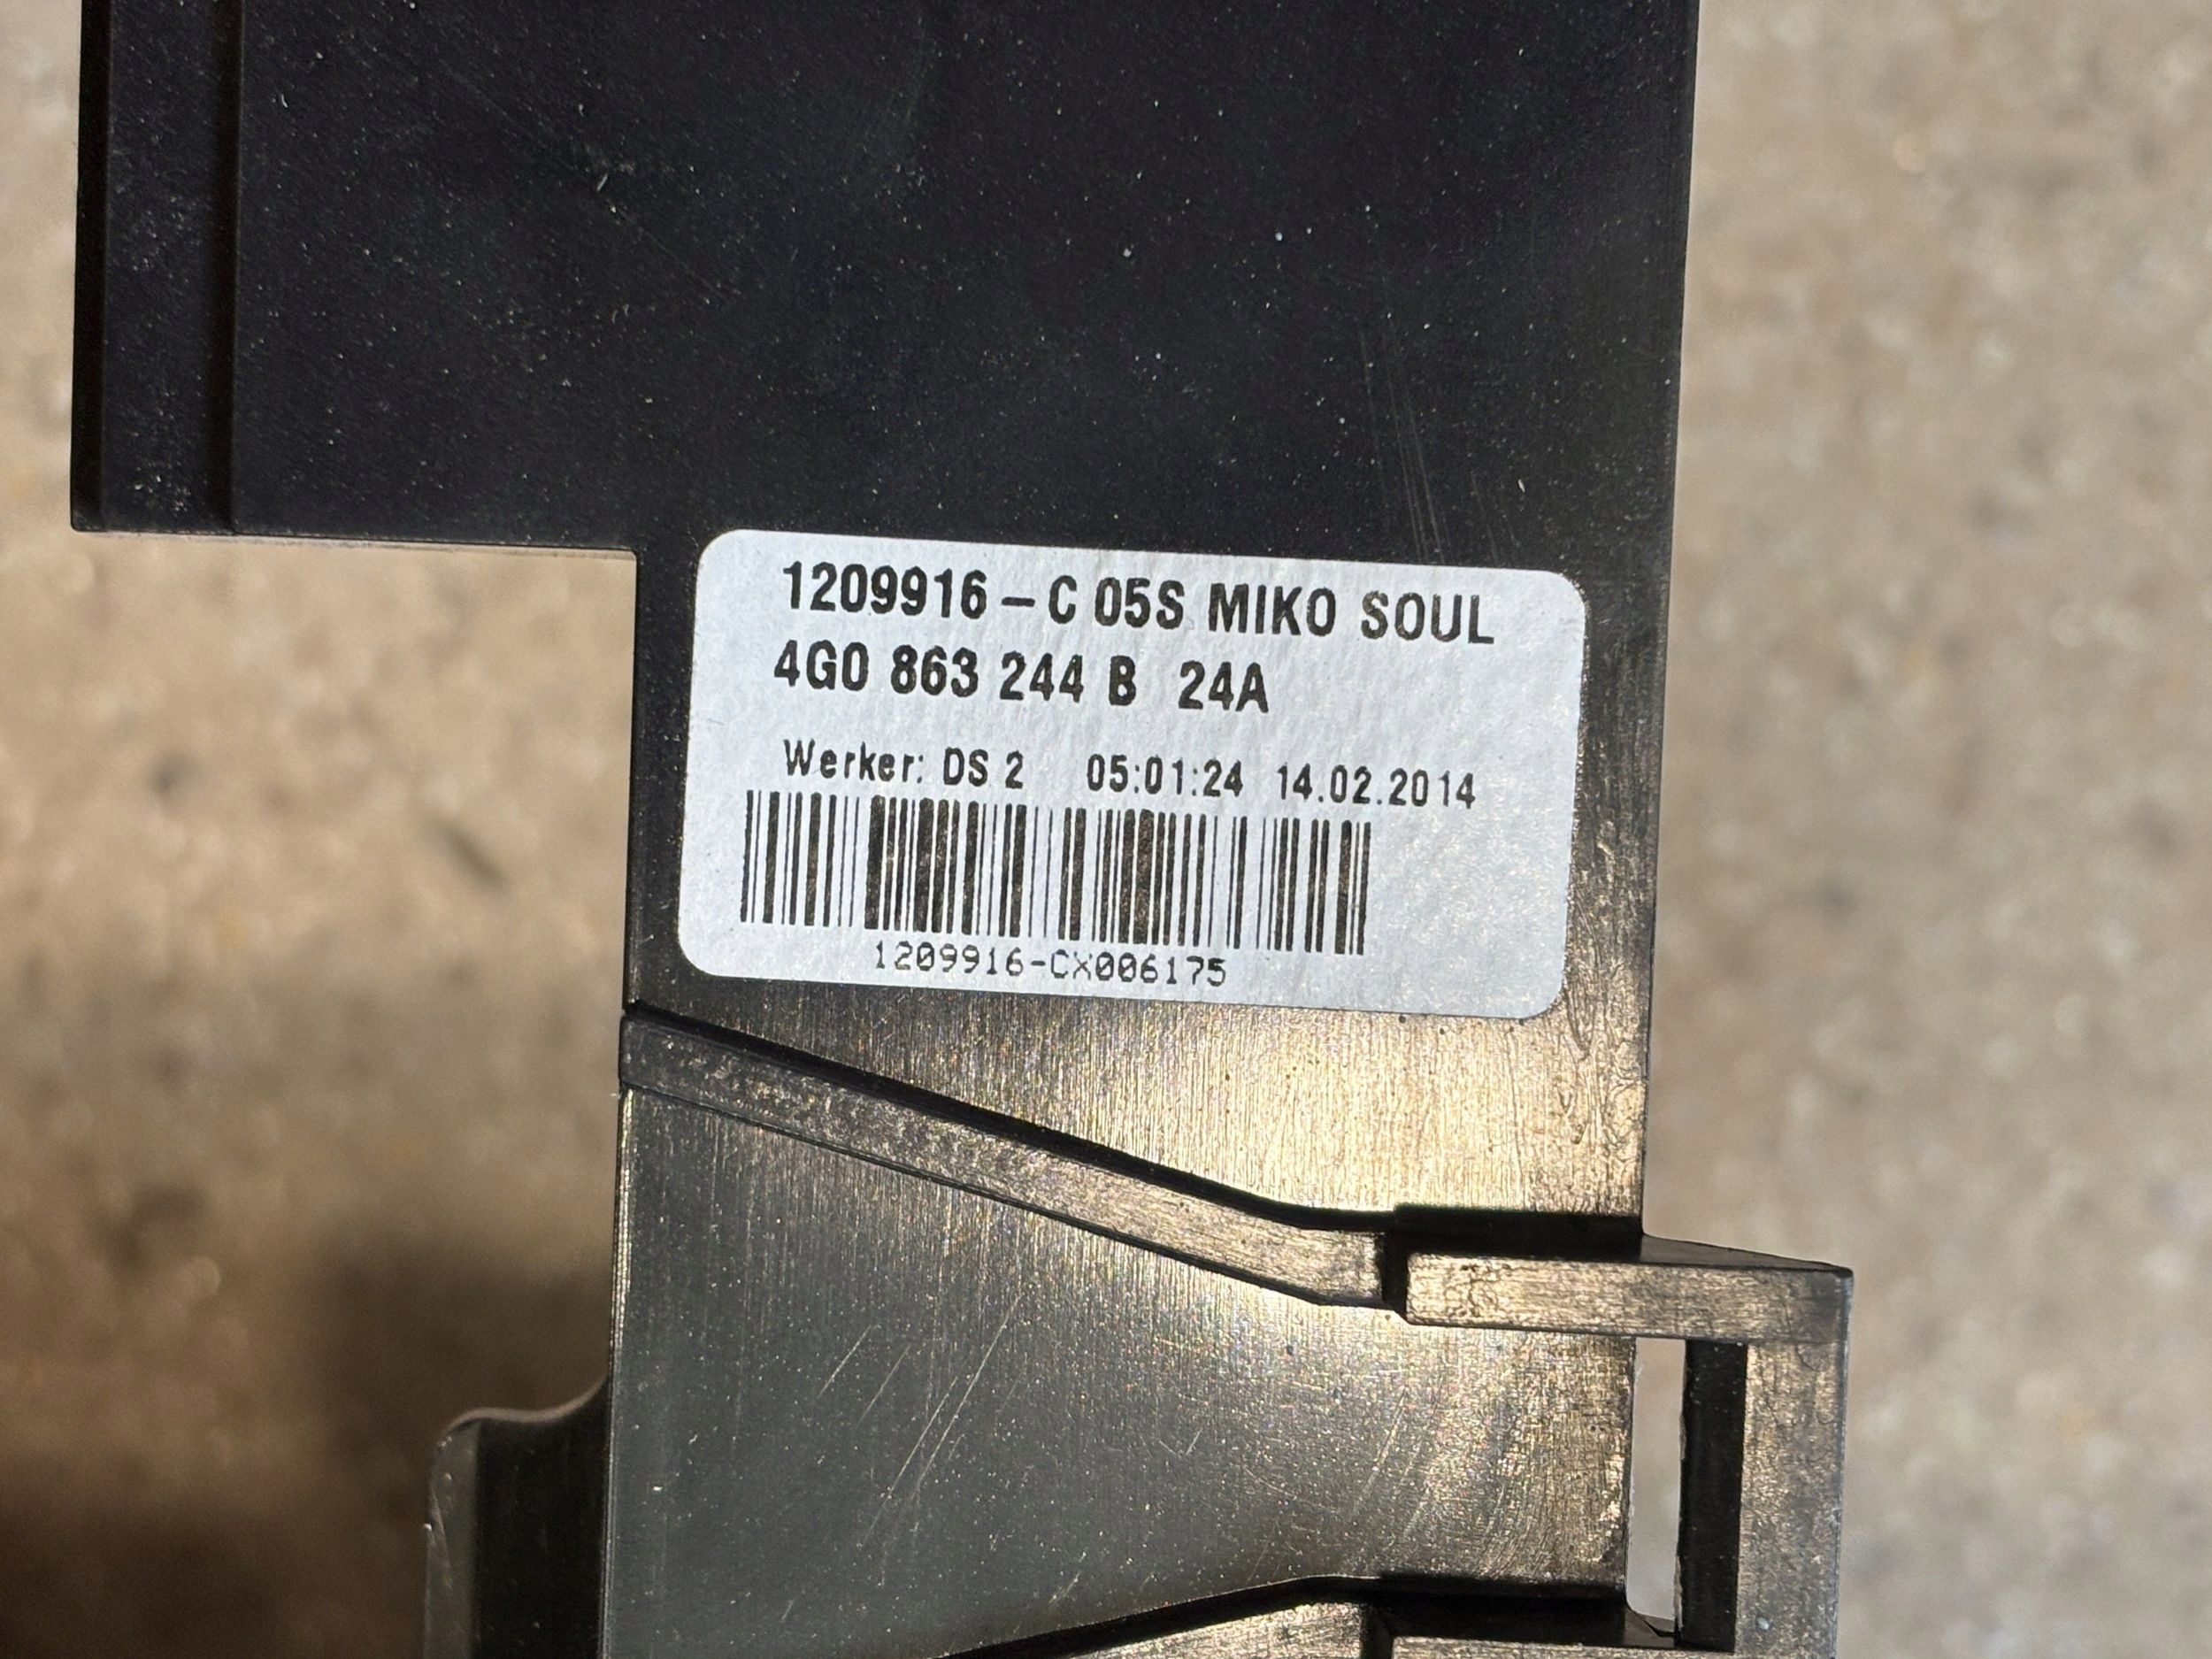 1209916 – C 05S MIKO SOUL
4G0 863 244 B 24A
Werker: DS 2 05:01:24 14.02.2014
1209916-CX006175